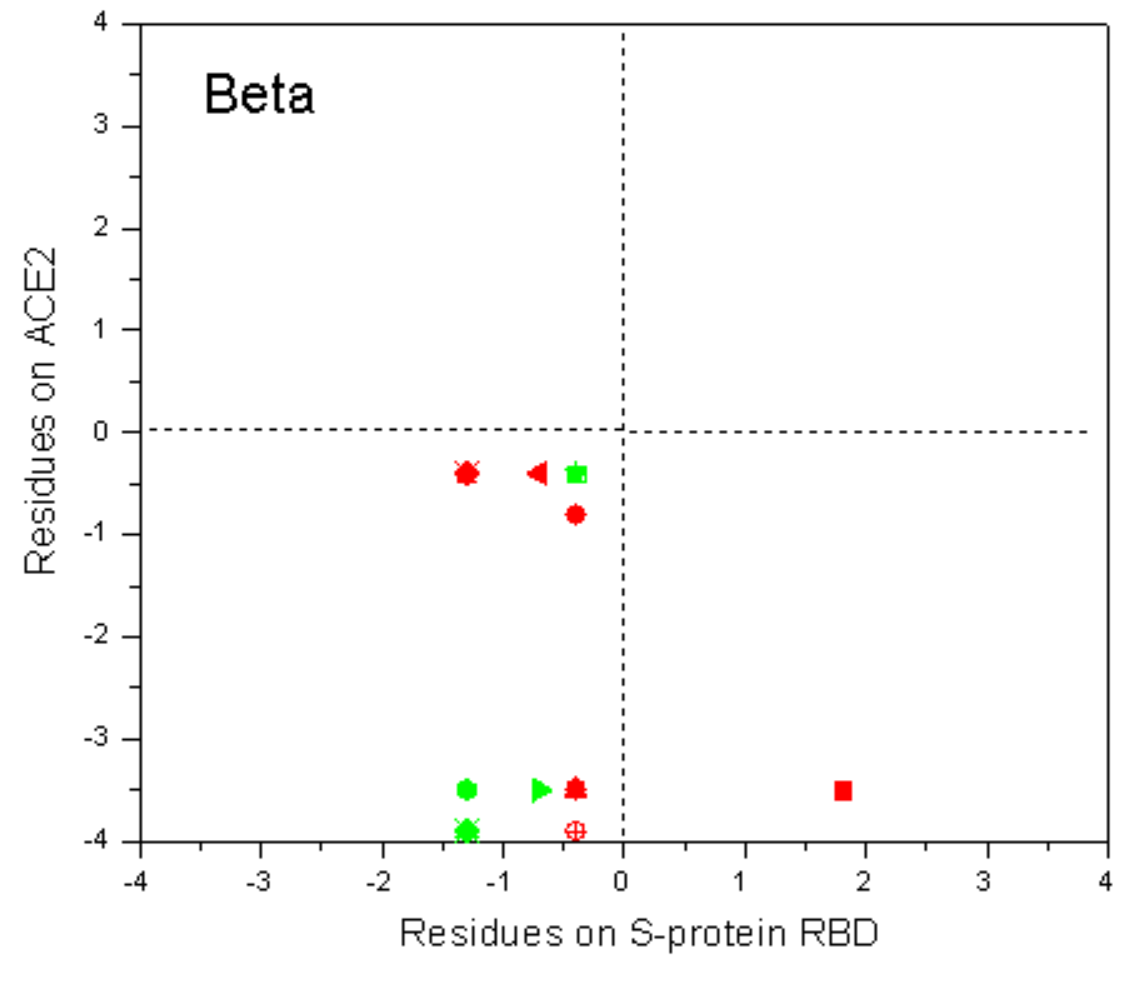 Beta
Residues on ACE2
4
3
2
1
0
-1
-2
-3
-4
-4 -3 -2 -1 0 1 2 3 4
Residues on S-protein RBD